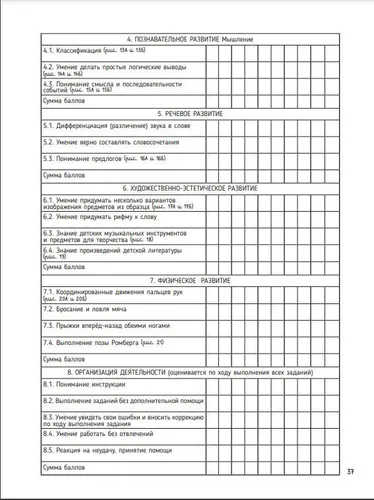 4. ПОЗНАВАТЕЛЬНОЕ РАЗВИТИЕ Мышление
4.1. Классификация (рис. 13А и 13Б)
4.2. Умение делать простые логические выводы
(рис. 14А и 14Б)
4.3. Понимание смысла и последовательности
событий (рис. 15А и 15Б)
Сумма баллов
5. РЕЧЕВОЕ РАЗВИТИЕ
5.1. Дифференциация (различение) звука в слове
5.2. Умение верно составлять словосочетания
5.3. Понимание предлогов (рис. 16А и 16Б)
Сумма баллов
6. ХУДОЖЕСТВЕННО-ЭСТЕТИЧЕСКОЕ РАЗВИТИЕ
6.1. Умение придумать несколько вариантов
изображения предметов из образца (рис. 17А и 17Б)
6.2. Умение придумать рифму к слову
6.3. Знание детских музыкальных инструментов
и предметов для творчества (рис. 18)
6.4. Знание произведений детской литературы
(рис. 19)
Сумма баллов
7. ФИЗИЧЕСКОЕ РАЗВИТИЕ
7.1. Координированные движения пальцев рук
(рис. 20А и 20Б)
7.2. Бросание и ловля мяча
7.3. Прыжки вперёд-назад обеими ногами
7.4. Выполнение позы Ромберга (рис. 21)
Сумма баллов
8. ОРГАНИЗАЦИЯ ДЕЯТЕЛЬНОСТИ (оценивается по ходу выполнения всех заданий)
8.1. Понимание инструкции
8.2. Выполнение заданий без дополнительной помощи
8.3. Умение увидеть свои ошибки и вносить коррекцию
по ходу выполнения задания
8.4. Умение работать без отвлечений
8.5. Реакция на неудачу, принятие помощи
Сумма баллов
37